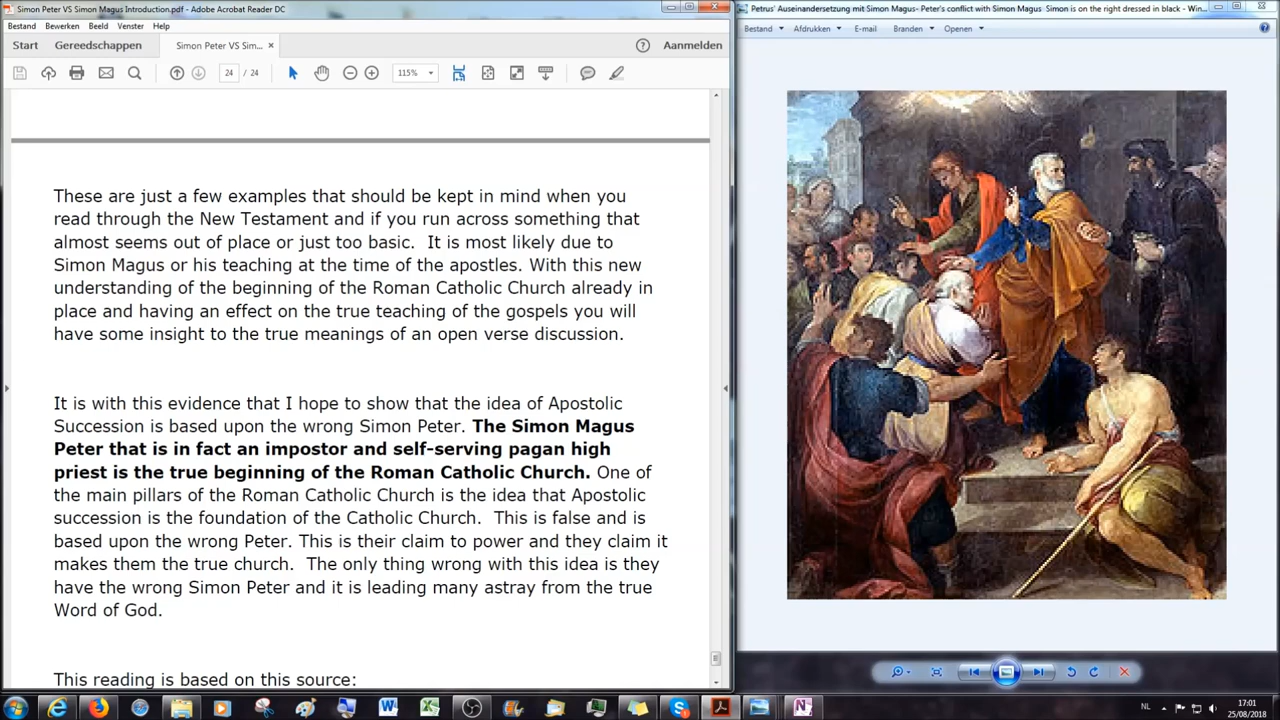 Simon Peter VS Simon Magus Introduction.pdf - Adobe Acrobat Reader DC
Bestand Bewerken Beeld Venster Help
Start Gereedschappen Simon Peter VS Sim... Aanmelden
24 / 24 115%
These are just a few examples that should be kept in mind when you
read through the New Testament and if you run across something that
almost seems out of place or just too basic. It is most likely due to
Simon Magus or his teaching at the time of the apostles. With this new
understanding of the beginning of the Roman Catholic Church already in
place and having an effect on the true teaching of the gospels you will
have some insight to the true meanings of an open verse discussion.
It is with this evidence that I hope to show that the idea of Apostolic
Succession is based upon the wrong Simon Peter. The Simon Magus
Peter that is in fact an impostor and self-serving pagan high
priest is the true beginning of the Roman Catholic Church. One of
the main pillars of the Roman Catholic Church is the idea that Apostolic
succession is the foundation of the Catholic Church. This is false and is
based upon the wrong Peter. This is their claim to power and they claim it
makes them the true church. The only thing wrong with this idea is they
have the wrong Simon Peter and it is leading many astray from the true
Word of God.
This reading is based on this source:
Petrus' Auseinandersetzung mit Simon Magus- Peter's conflict with Simon Magus Simon is on the right dressed in black - Win...
Bestand Afdrukken E-mail Branden Openen
NL 17:01
25/08/2018